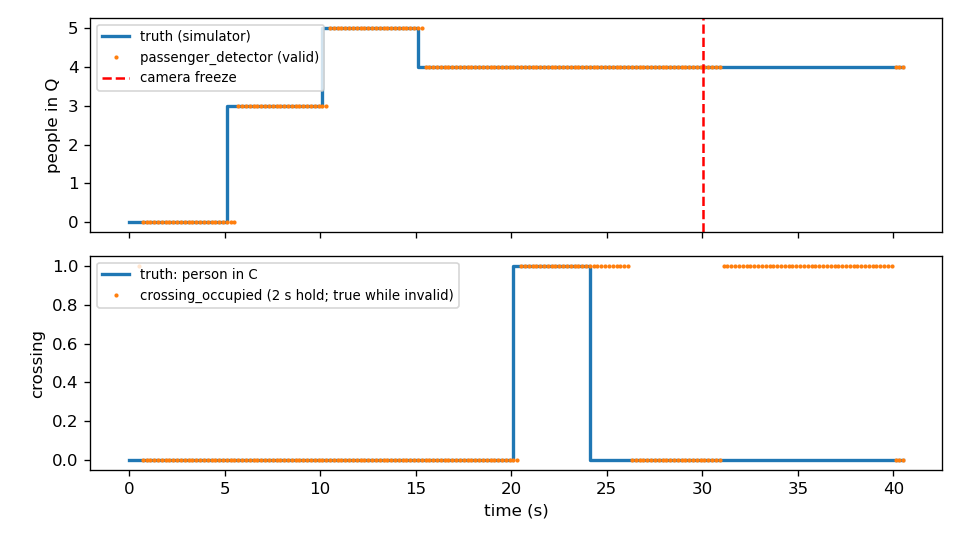 people in Q
5
4
3
2
1
0
truth (simulator)
passenger_detector (valid)
camera freeze
crossing
1.0
0.8
0.6
0.4
0.2
0.0
truth: person in C
crossing_occupied (2 s hold; true while invalid)
0 5 10 15 20 25 30 35 40
time (s)